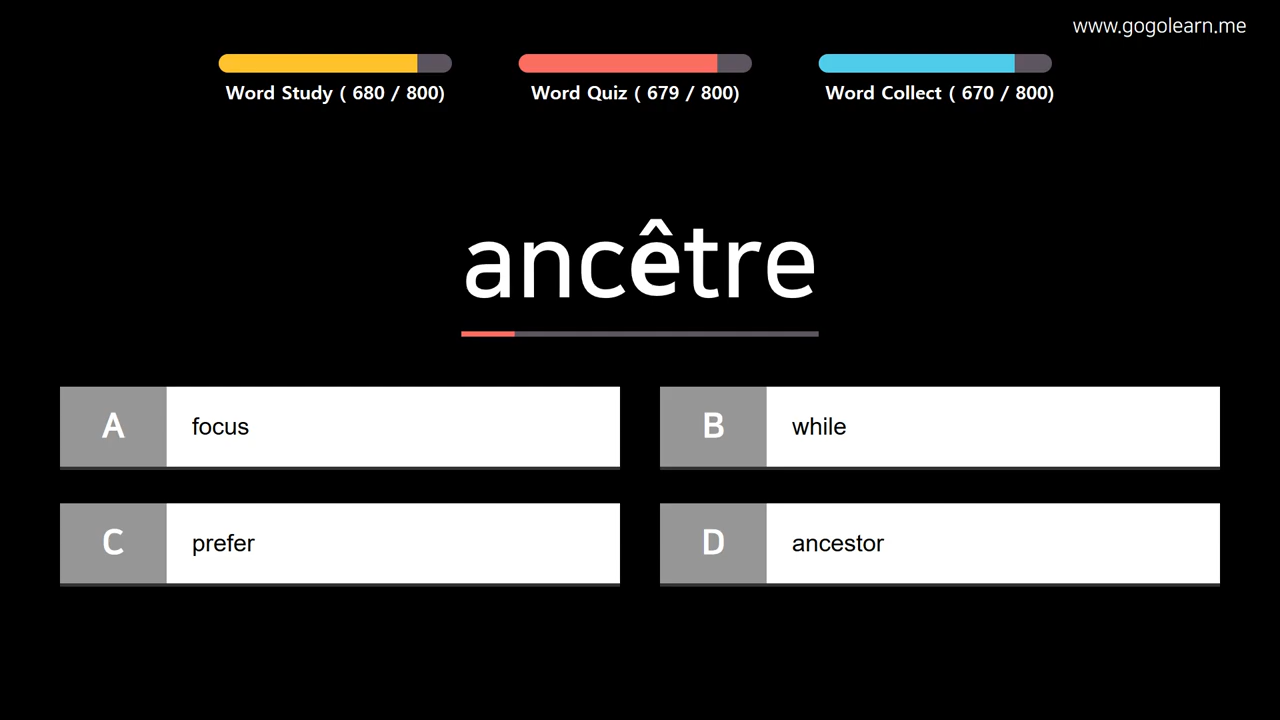 www.gogolearn.me
Word Study ( 680 / 800)
Word Quiz ( 679 / 800)
Word Collect ( 670 / 800)
ancêtre
A focus
B while
C prefer
D ancestor